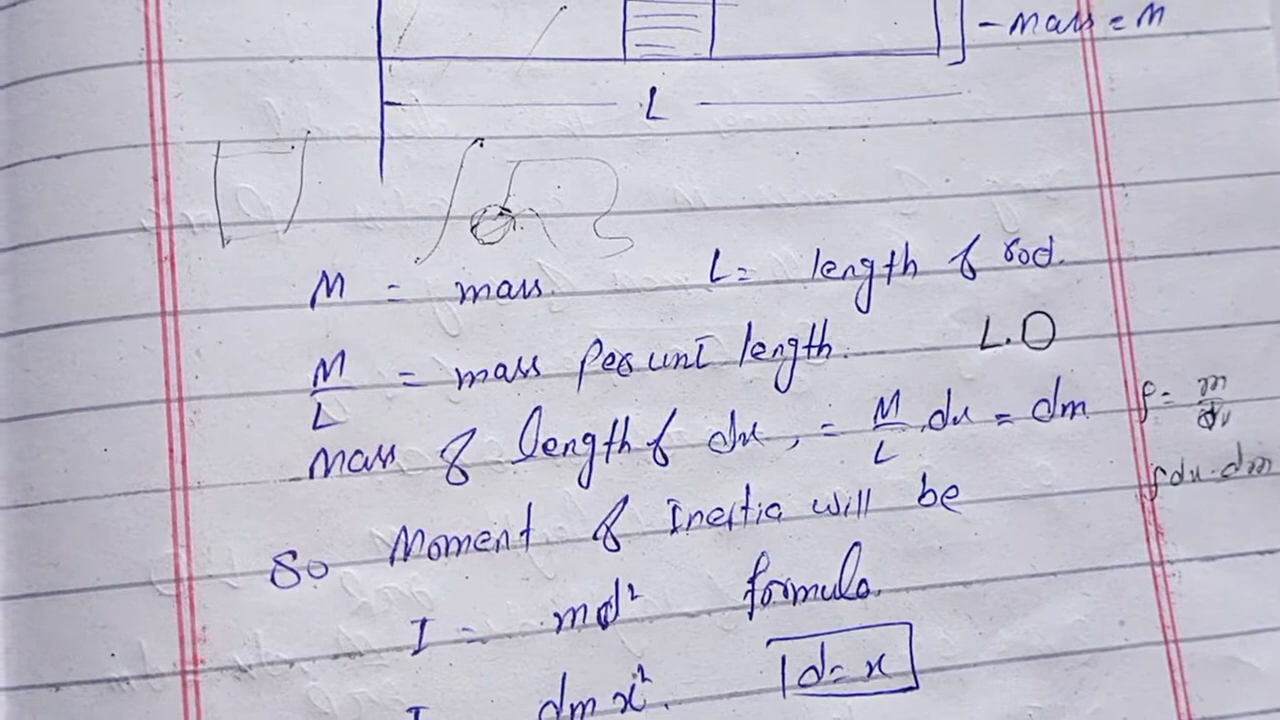 - mass = M
L
M = mass. L = length of rod.
L.O
M/L = mass per unit length.
mass of length of dx, = M/L . dx = dm
ρ = m/dv
ρdx = dm
So Moment of Inertia will be
I = md² formula.
I dm x². d = x